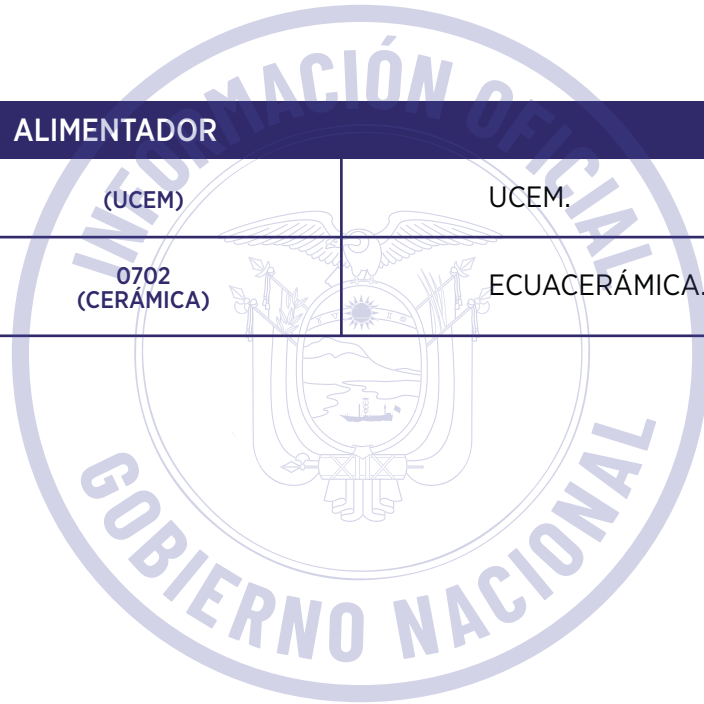 INFORMACIÓN OFICIAL
ALIMENTADOR
(UCEM) UCEM.
0702
(CERÁMICA) ECUACERÁMICA.
GOBIERNO NACIONAL